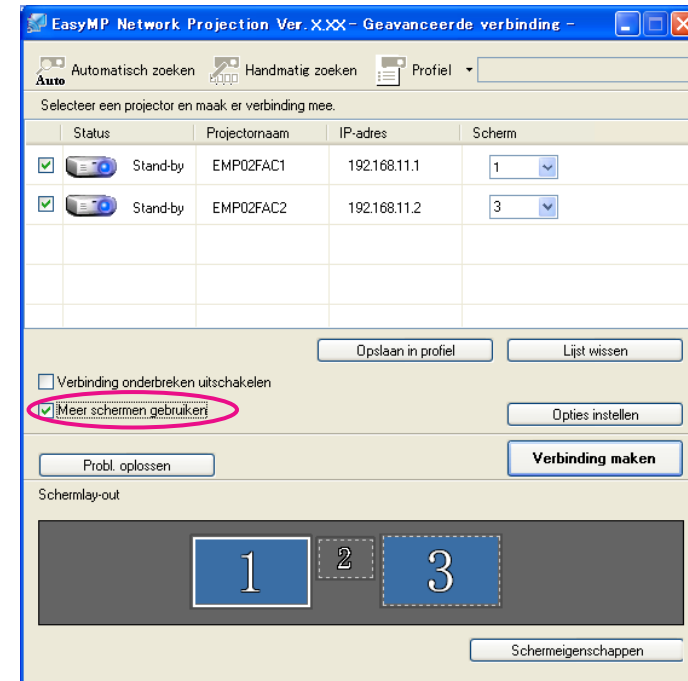 EasyMP Network Projection Ver.X.XX- Geavanceerde verbinding -
Auto Automatisch zoeken Handmatig zoeken Profiel
Selecteer een projector en maak er verbinding mee.
Status Projectornaam IP-adres Scherm
Stand-by EMP02FAC1 192.168.11.1 1
Stand-by EMP02FAC2 192.168.11.2 3
Opslaan in profiel Lijst wissen
Verbinding onderbreken uitschakelen
Meer schermen gebruiken
Opties instellen
Probl. oplossen Verbinding maken
Schermlay-out
1 2 3
Schermeigenschappen